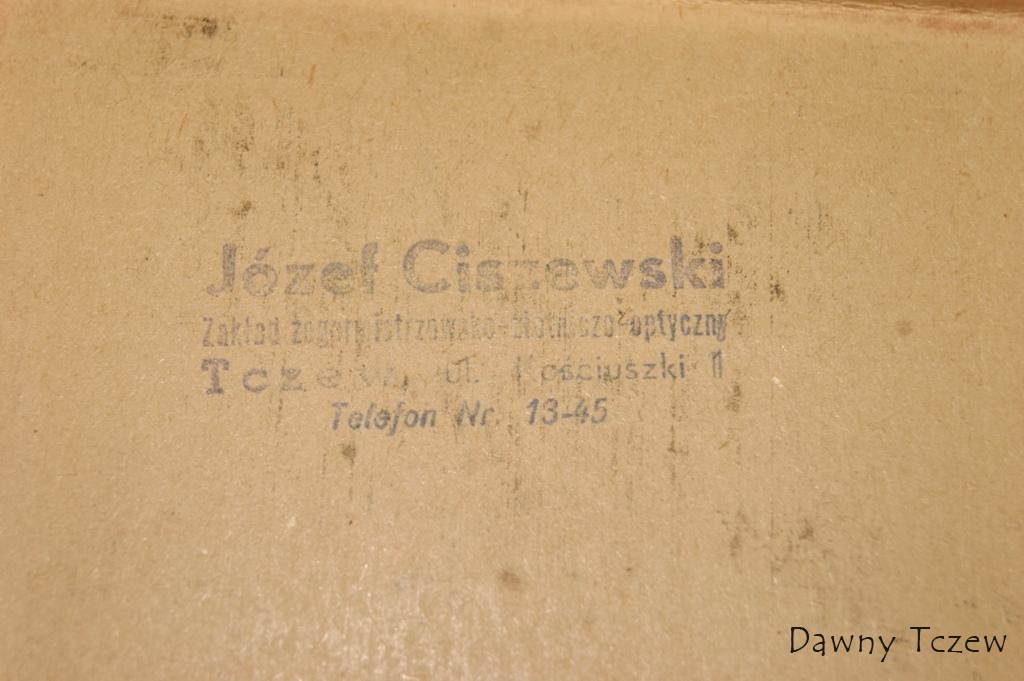 Józef Ciszewski
Zakład zegarmistrzowsko-złotniczo-optyczny
Tczew, ul. Kościuszki 11
Telefon Nr. 13-45
Dawny Tczew